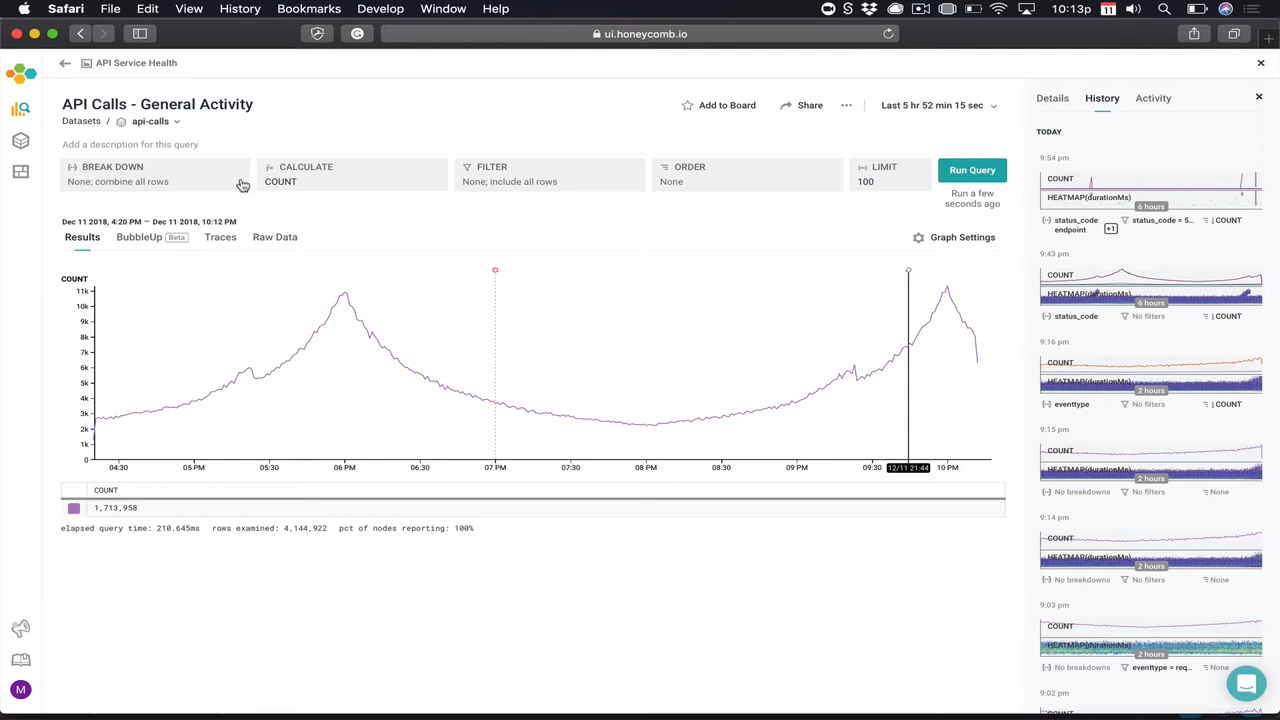 Safari File Edit View History Bookmarks Develop Window Help
10:13p 11
ui.honeycomb.io
API Service Health
API Calls - General Activity
Add to Board Share Last 5 hr 52 min 15 sec
Datasets / api-calls
Add a description for this query
BREAK DOWN
None; combine all rows
CALCULATE
COUNT
FILTER
None; include all rows
ORDER
None
LIMIT
100
Run Query
Run a few
seconds ago
Dec 11 2018, 4:20 PM — Dec 11 2018, 10:12 PM
Results BubbleUp Beta Traces Raw Data Graph Settings
COUNT
11k
10k
9k
8k
7k
6k
5k
4k
3k
2k
1k
0
04:30 05 PM 05:30 06 PM 06:30 07 PM 07:30 08 PM 08:30 09 PM 09:30 12/11 21:44 10 PM
COUNT
1,713,958
elapsed query time: 210.645ms rows examined: 4,144,922 pct of nodes reporting: 100%
M
Details History Activity
TODAY
9:54 pm
COUNT
HEATMAP(durationMs)
6 hours
status_code status_code = 5... COUNT
endpoint +1
9:43 pm
COUNT
HEATMAP(durationMs)
6 hours
status_code No filters COUNT
9:16 pm
COUNT
HEATMAP(durationMs)
2 hours
eventtype No filters COUNT
9:15 pm
COUNT
HEATMAP(durationMs)
2 hours
No breakdowns No filters None
9:14 pm
COUNT
HEATMAP(durationMs)
2 hours
No breakdowns No filters None
9:03 pm
COUNT
HEATMAP(durationMs)
2 hours
No breakdowns eventtype = req... None
9:02 pm
COUNT